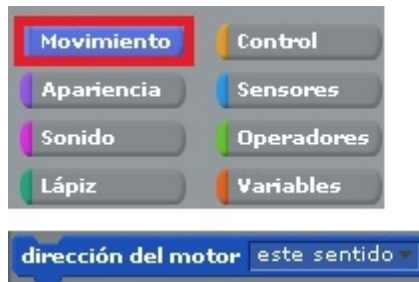 Movimiento Control
Apariencia Sensores
Sonido Operadores
Lápiz Variables
dirección del motor este sentido